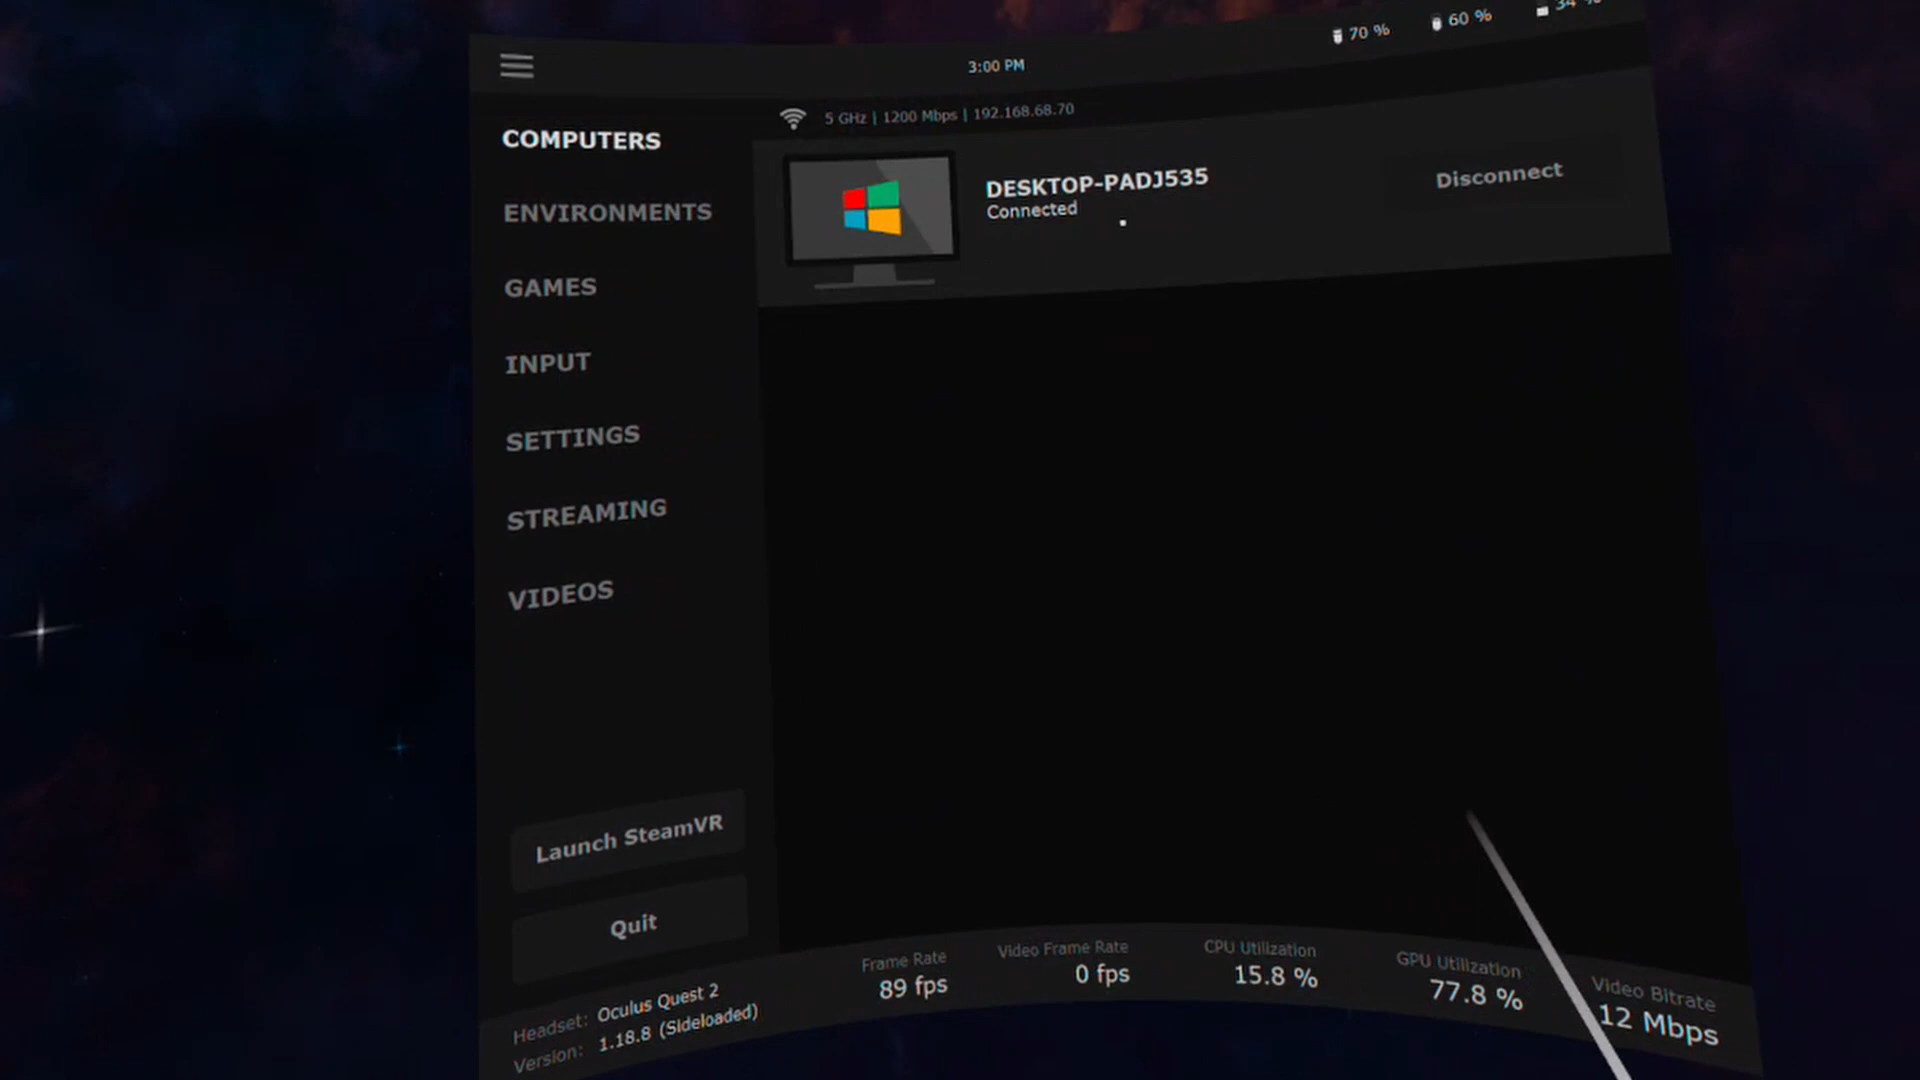 3:00 PM
70 %
60 %
34 %
5 GHz | 1200 Mbps | 192.168.68.70
COMPUTERS
ENVIRONMENTS
GAMES
INPUT
SETTINGS
STREAMING
VIDEOS
DESKTOP-PADJ535
Connected
Disconnect
Launch SteamVR
Quit
Headset: Oculus Quest 2
Version: 1.18.8 (Sideloaded)
Frame Rate
89 fps
Video Frame Rate
0 fps
CPU Utilization
15.8 %
GPU Utilization
77.8 %
Video Bitrate
12 Mbps